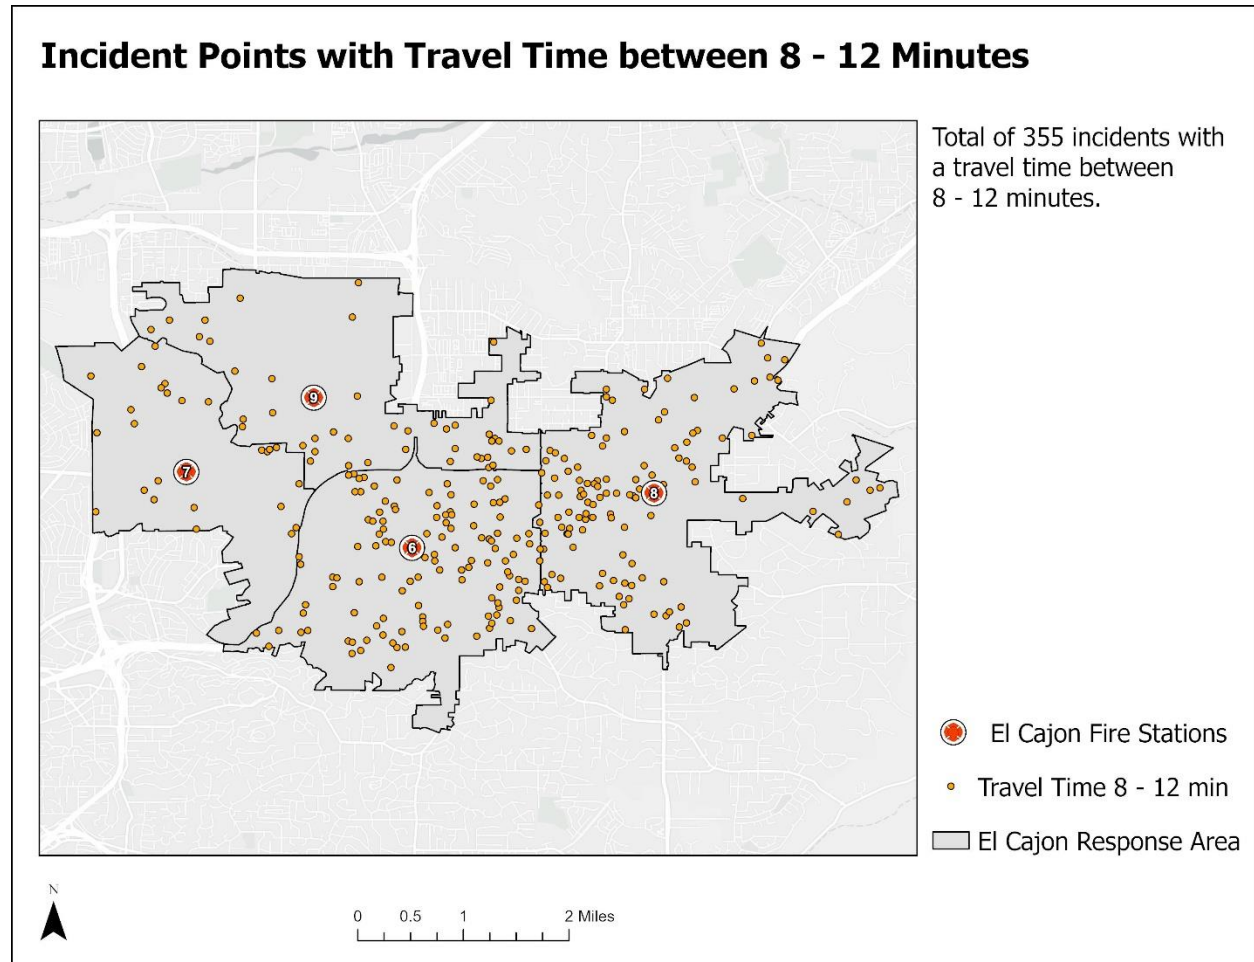 Incident Points with Travel Time between 8 - 12 Minutes
Total of 355 incidents with
a travel time between
8 - 12 minutes.
9
7
8
6
El Cajon Fire Stations
Travel Time 8 - 12 min
El Cajon Response Area
N
0 0.5 1 2 Miles